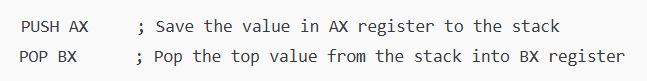 PUSH AX      ; Save the value in AX register to the stack
POP BX       ; Pop the top value from the stack into BX register